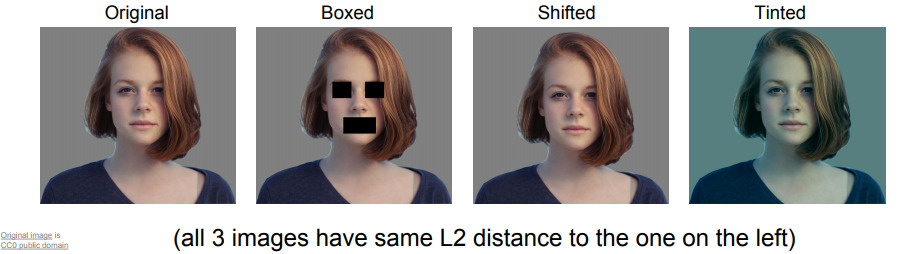 Original Boxed Shifted Tinted
Original image is
CC0 public domain
(all 3 images have same L2 distance to the one on the left)